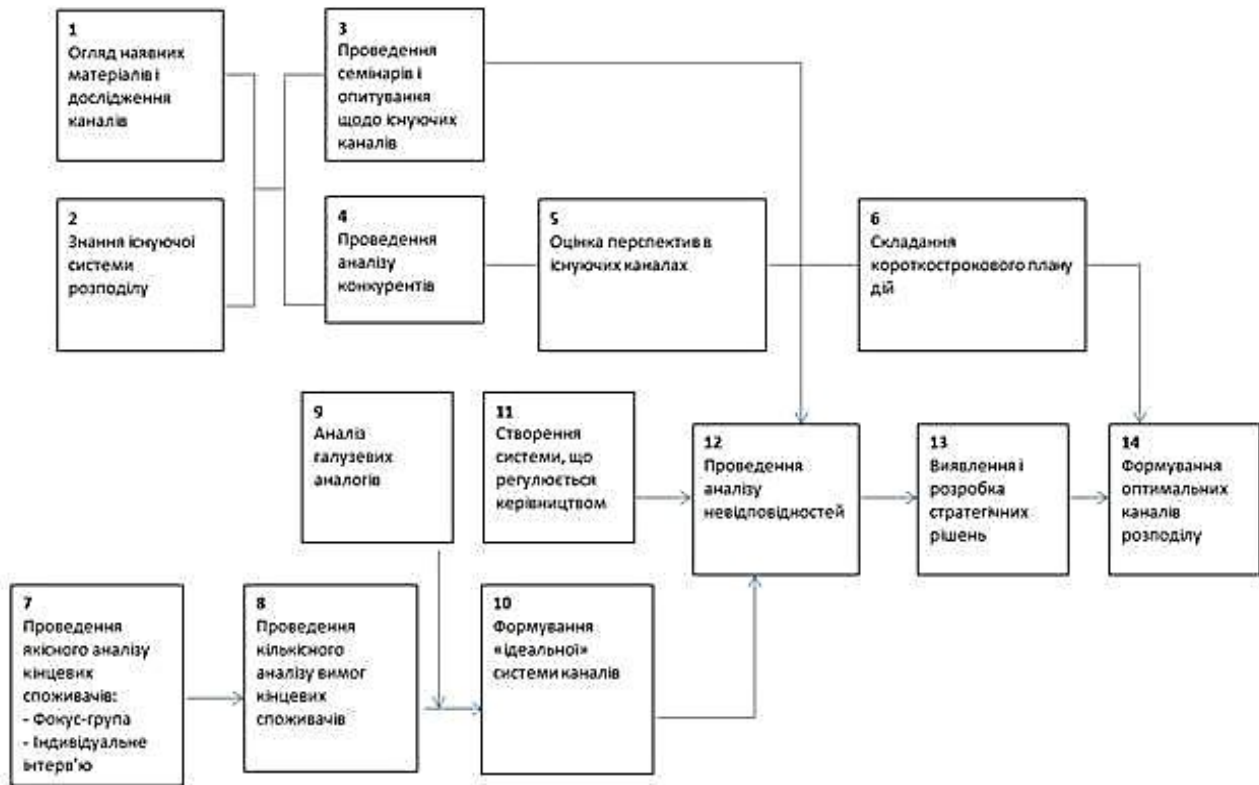 1
Огляд наявних
матеріалів і
дослідження
каналів
3
Проведення
семінарів і
опитування
щодо існуючих
каналів
2
Знання існуючої
системи
розподілу
4
Проведення
аналізу
конкурентів
5
Оцінка перспектив в
існуючих каналах
6
Складання
короткострокового плану
дій
9
Аналіз
галузевих
аналогів
11
Створення
системи, що
регулюється
керівництвом
12
Проведення
аналізу
невідповідностей
13
Виявлення і
розробка
стратегічних
рішень
14
Формування
оптимальних
каналів
розподілу
7
Проведення
якісного аналізу
кінцевих
споживачів:
- Фокус-група
- Індивідуальне
інтерв'ю
8
Проведення
кількісного
аналізу вимог
кінцевих
споживачів
10
Формування
«ідеальної»
системи каналів